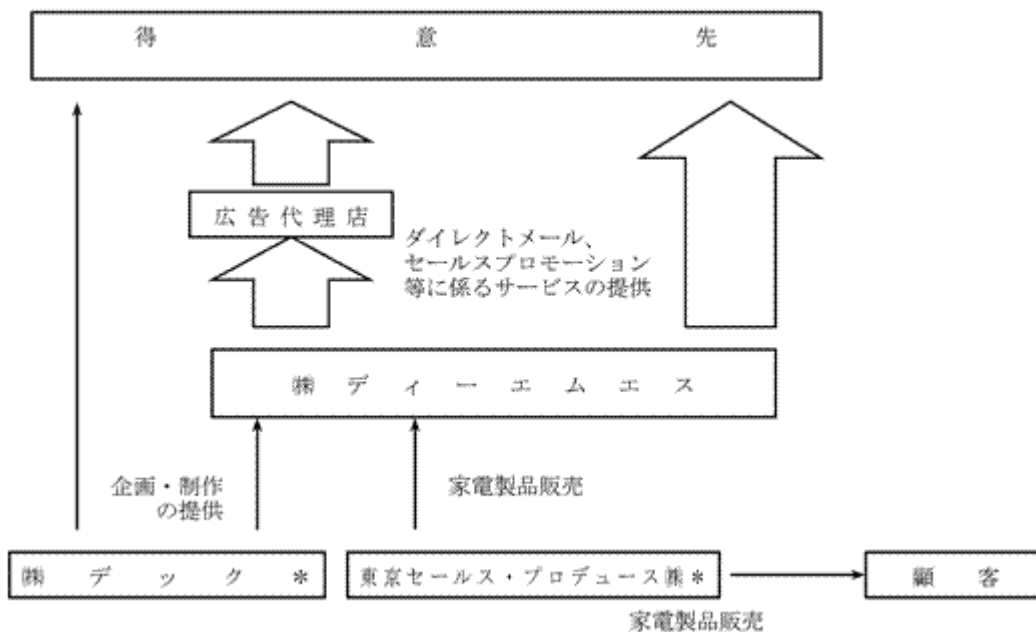 得意先
広告代理店
ダイレクトメール、
セールスプロモーション
等に係るサービスの提供
㈱ディーエムエス
企画・制作
の提供
家電製品販売
㈱デック*
東京セールス・プロデュース㈱*
顧客
家電製品販売